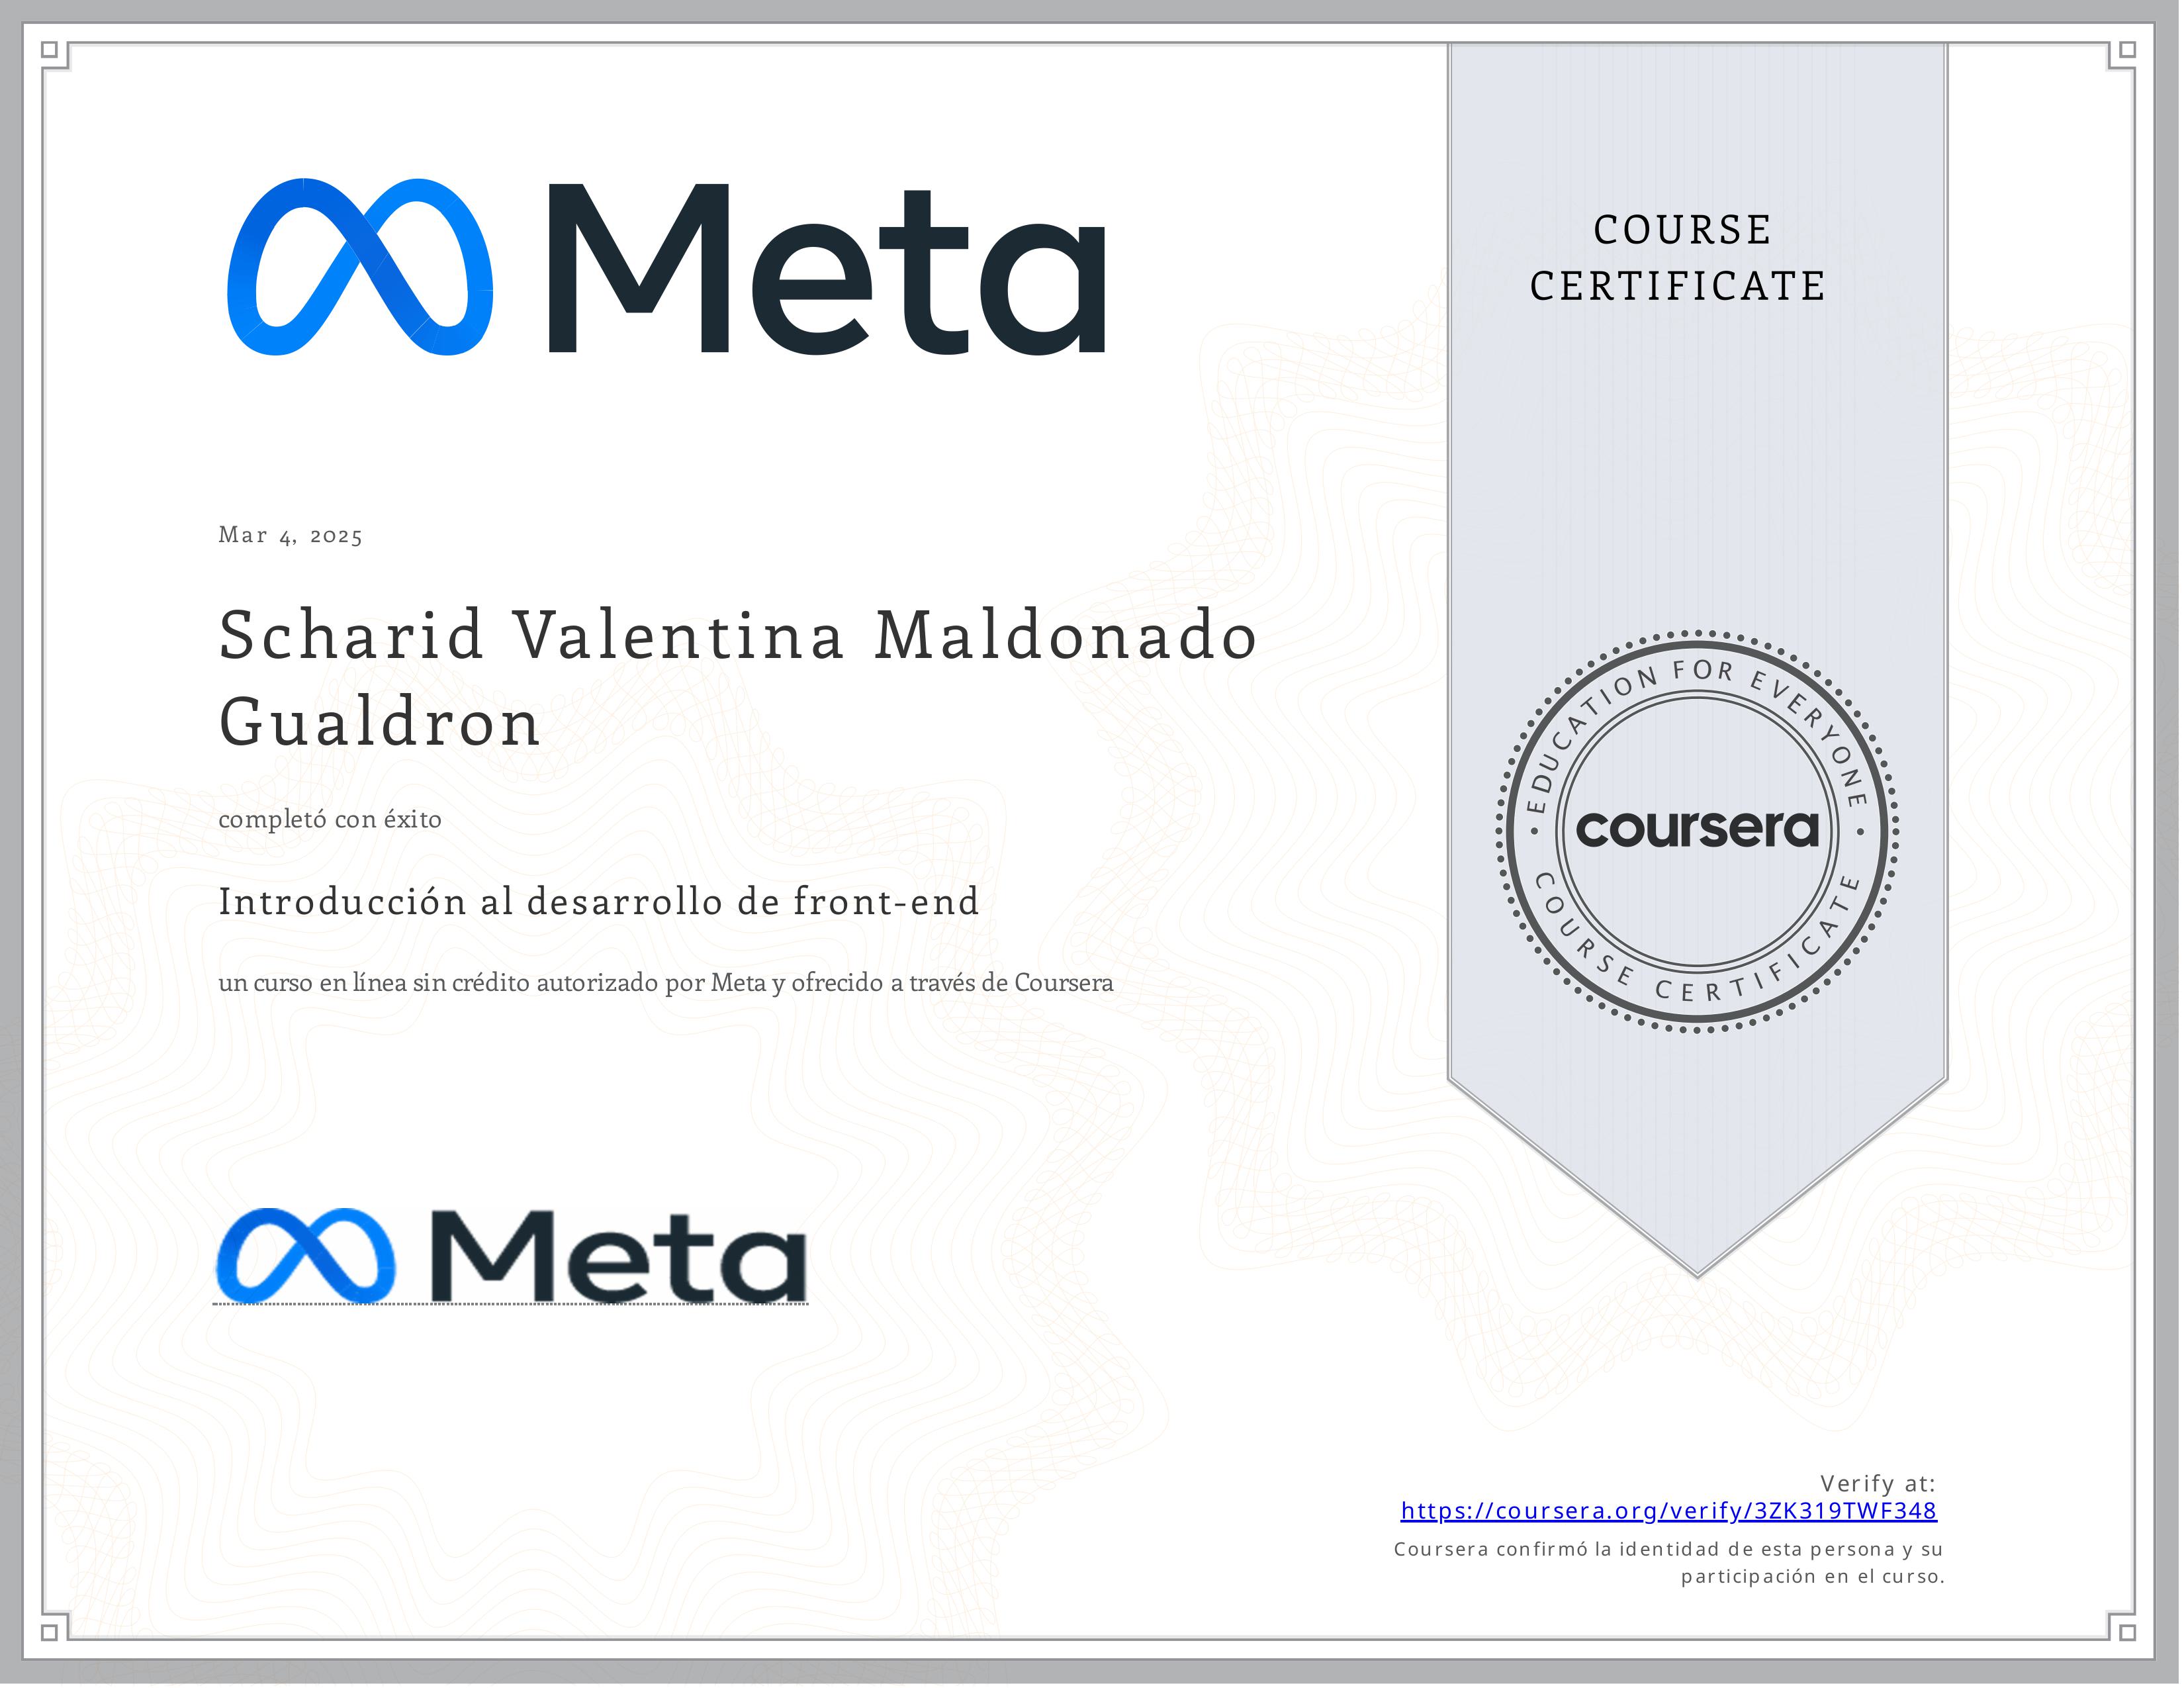 Meta
COURSE
CERTIFICATE
Mar 4, 2025
Scharid Valentina Maldonado
Gualdron
completó con éxito
Introducción al desarrollo de front-end
un curso en línea sin crédito autorizado por Meta y ofrecido a través de Coursera
EDUCATION FOR EVERYONE
coursera
COURSE CERTIFICATE
Meta
Verify at:
https://coursera.org/verify/3ZK319TWF348
Coursera confirmó la identidad de esta persona y su
participación en el curso.